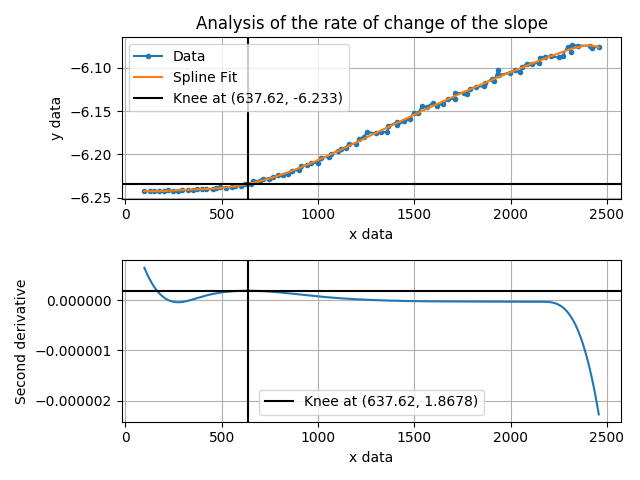 Analysis of the rate of change of the slope
Data
Spline Fit
Knee at (637.62, -6.233)
y data
−6.10
−6.15
−6.20
−6.25
0 500 1000 1500 2000 2500
x data
Second derivative
0.000000
−0.000001
−0.000002
Knee at (637.62, 1.8678)
0 500 1000 1500 2000 2500
x data